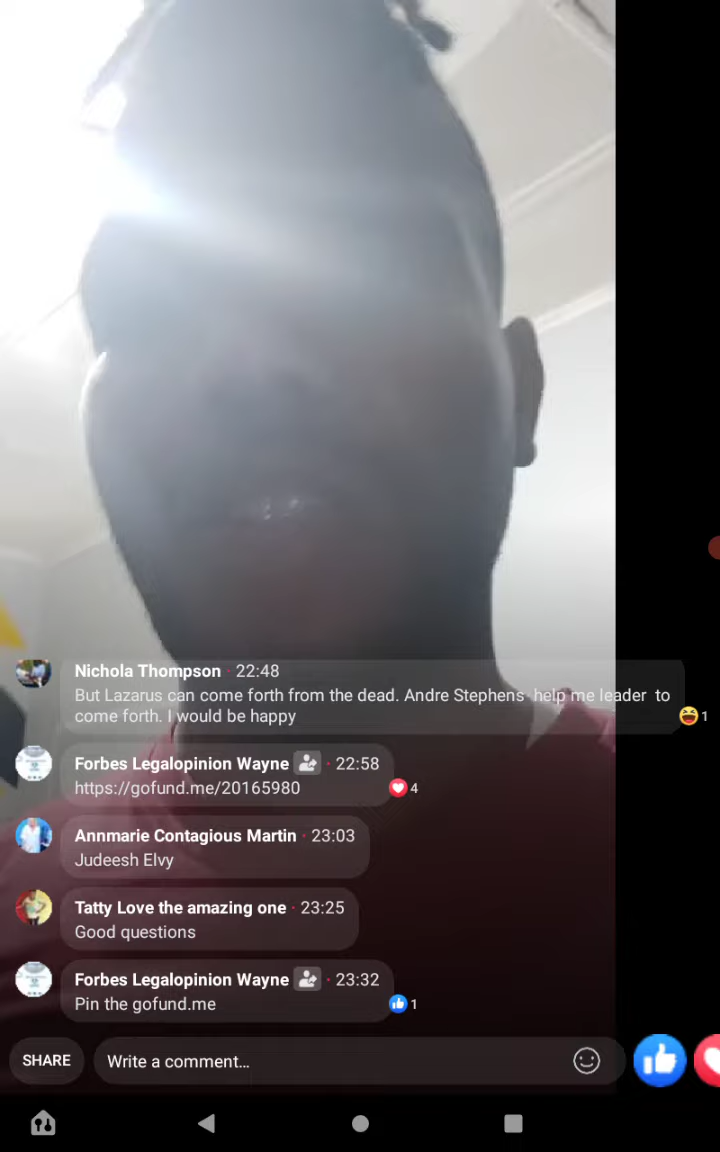 Nichola Thompson · 22:48
But Lazarus can come forth from the dead. Andre Stephens help me leader to
come forth. I would be happy
1
Forbes Legalopinion Wayne · 22:58
https://gofund.me/20165980
4
Annmarie Contagious Martin · 23:03
Judeesh Elvy
Tatty Love the amazing one · 23:25
Good questions
Forbes Legalopinion Wayne · 23:32
Pin the gofund.me
1
SHARE
Write a comment...